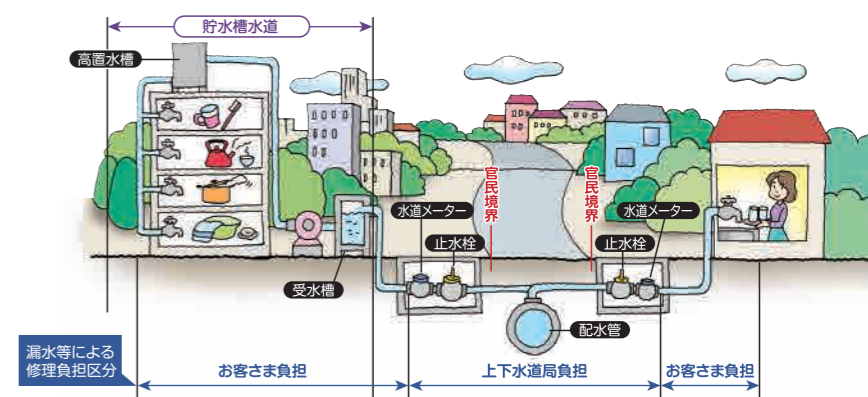 貯水槽水道
高置水槽
官民境界
官民境界
水道メーター
水道メーター
止水栓
止水栓
受水槽
配水管
漏水等による
修理負担区分
お客さま負担
上下水道局負担
お客さま負担